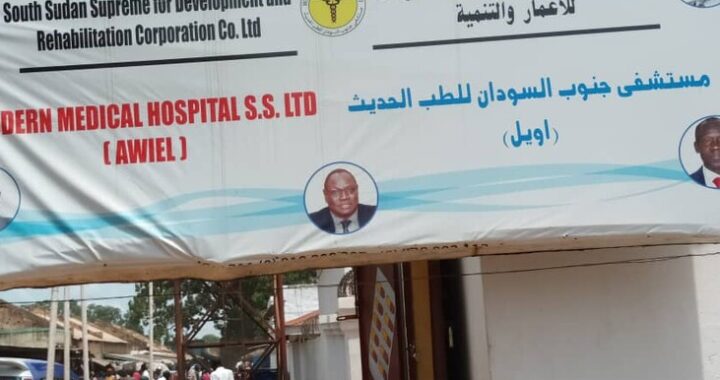 South Sudan Supreme for Development and
Rehabilitation Corporation Co. Ltd
للأعمار والتنمية
DERN MEDICAL HOSPITAL S.S. LTD
( AWIEL )
مستشفى جنوب السودان للطب الحديث
(اويل)